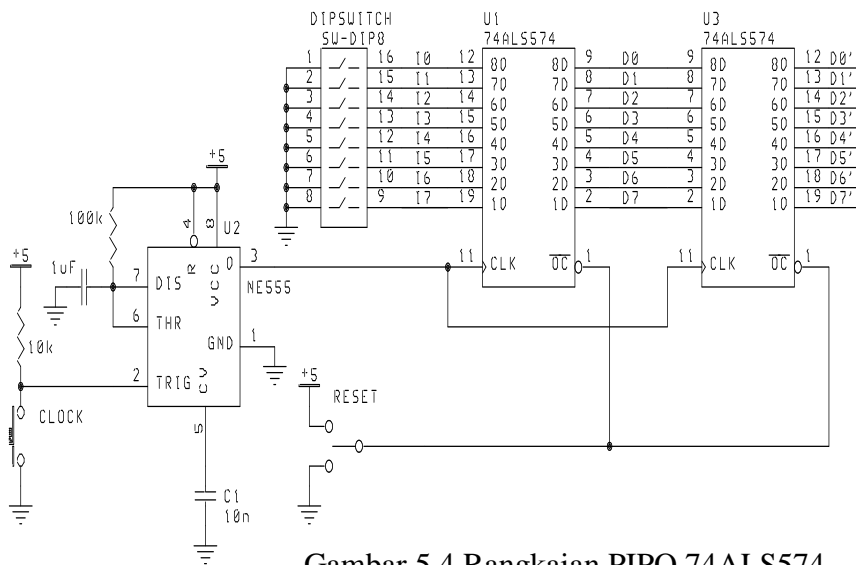 DIPSWITCH
SW-DIP8
U1
74ALS574
U3
74ALS574
1 16 I0 12 8D 8D 9 D0 9 8D 8Q 12 D0'
2 15 I1 13 7Q 7D 8 D1 8 7D 7Q 13 D1'
3 14 I2 14 6Q 6D 7 D2 7 6D 6Q 14 D2'
4 13 I3 15 5Q 5D 6 D3 6 5D 5Q 15 D3'
5 12 I4 16 4Q 4D 5 D4 5 4D 4Q 16 D4'
6 11 I5 17 3Q 3D 4 D5 4 3D 3Q 17 D5'
7 10 I6 18 2Q 2D 3 D6 3 2D 2Q 18 D6'
8 9 I7 19 1Q 1D 2 D7 2 1D 1Q 19 D7'
11 CLK OC 1
11 CLK OC 1
+5
100k
4 8 U2
R VCC Q 3
NE555
+5
1uF
7 DIS
6 THR
GND 1
10k
2 TRIG CV
5
CLOCK
+5
RESET
C1
10n
Gambar 5.4 Rangkaian PIPO 74ALS574